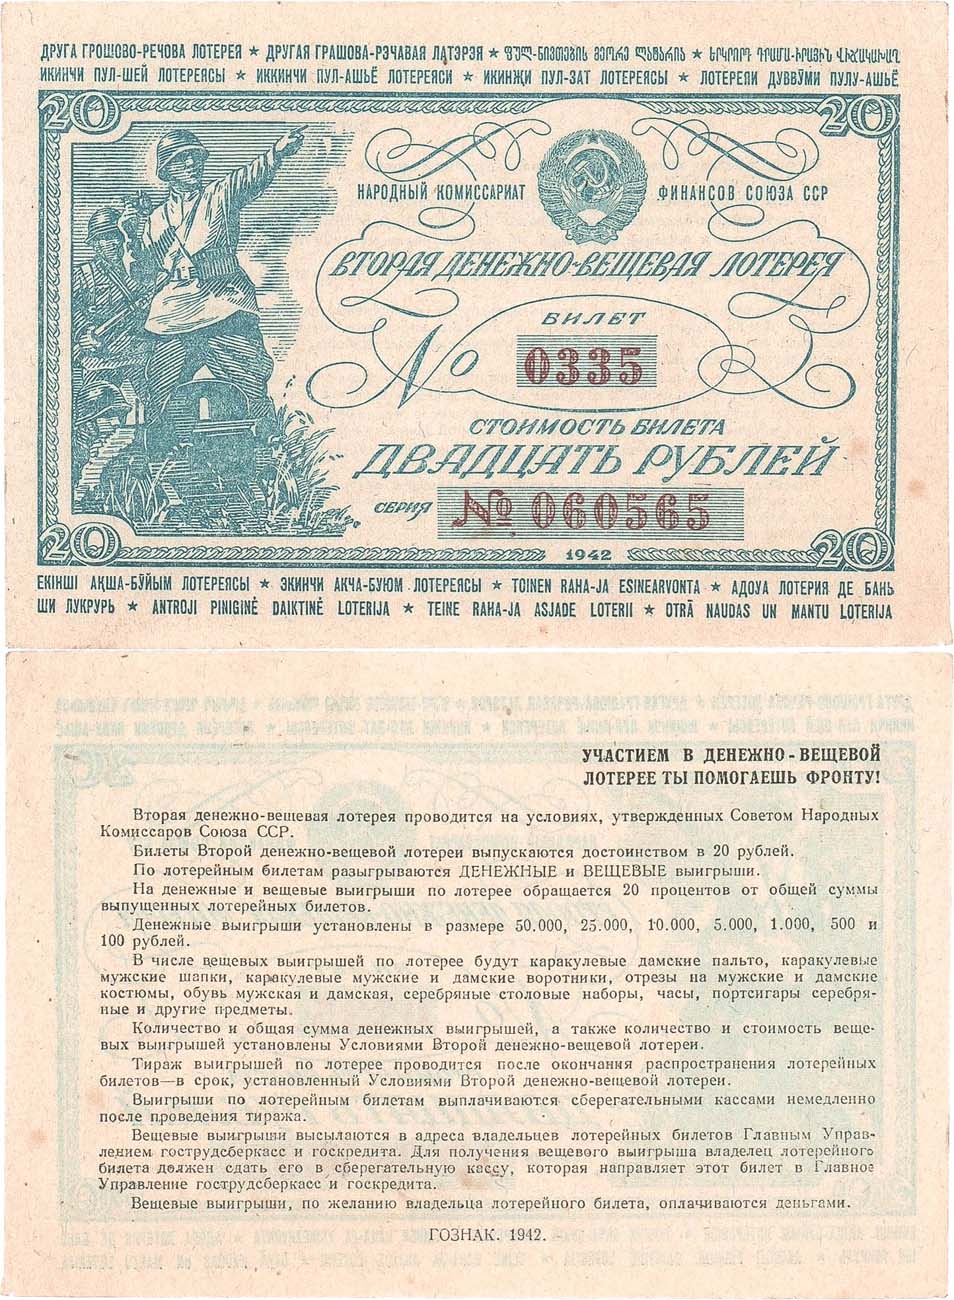 ДРУГА ГРОШОВО-РЕЧОВА ЛОТЕРЕЯ ★ ДРУГАЯ ГРАШОВА-РЭЧАВАЯ ЛАТЭРЭЯ ★ ★
ИКИНЧИ ПУЛ-ШЕЙ ЛОТЕРЕЯСЫ ★ ИККИНЧИ ПУЛ-АШЬЁ ЛОТЕРЕЯСИ ★ ИКИНҖИ ПУЛ-ЗАТ ЛОТЕРЕЯСЫ ★ ЛОТЕРЕЯИ ДУВВӮМИ ПУЛУ-АШЬЁ
20 20
НАРОДНЫЙ КОМИССАРИАТ ФИНАНСОВ СОЮЗА ССР
ВТОРАЯ ДЕНЕЖНО-ВЕЩЕВАЯ ЛОТЕРЕЯ
БИЛЕТ
№ 0335
СТОИМОСТЬ БИЛЕТА
ДВАДЦАТЬ РУБЛЕЙ
СЕРИЯ № 060565
20 1942 20
ЕКІНШІ АҚША-БҰЙЫМ ЛОТЕРЕЯСЫ ★ ЭКИНЧИ АКЧА-БУЮМ ЛОТЕРЕЯСЫ ★ TOINEN RAHA-JA ESINEARVONTA ★ АДОУА ЛОТЕРИЯ ДЕ БАНЬ
ШИ ЛУКРУРЬ ★ ANTROJI PINIGINĖ DAIKTINĖ LOTERIJA ★ TEINE RAHA-JA ASJADE LOTERII ★ OTRĀ NAUDAS UN MANTU LOTERIJA
УЧАСТИЕМ В ДЕНЕЖНО-ВЕЩЕВОЙ
ЛОТЕРЕЕ ТЫ ПОМОГАЕШЬ ФРОНТУ!
Вторая денежно-вещевая лотерея проводится на условиях, утвержденных Советом Народных
Комиссаров Союза ССР.
Билеты Второй денежно-вещевой лотереи выпускаются достоинством в 20 рублей.
По лотерейным билетам разыгрываются ДЕНЕЖНЫЕ и ВЕЩЕВЫЕ выигрыши.
На денежные и вещевые выигрыши по лотерее обращается 20 процентов от общей суммы
выпущенных лотерейных билетов.
Денежные выигрыши установлены в размере 50.000, 25.000, 10.000, 5.000, 1.000, 500 и
100 рублей.
В числе вещевых выигрышей по лотерее будут каракулевые дамские пальто, каракулевые
мужские шапки, каракулевые мужские и дамские воротники, отрезы на мужские и дамские
костюмы, обувь мужская и дамская, серебряные столовые наборы, часы, портсигары серебря-
ные и другие предметы.
Количество и общая сумма денежных выигрышей, а также количество и стоимость веще-
вых выигрышей установлены Условиями Второй денежно-вещевой лотереи.
Тираж выигрышей по лотерее проводится после окончания распространения лотерейных
билетов—в срок, установленный Условиями Второй денежно-вещевой лотереи.
Выигрыши по лотерейным билетам выплачиваются сберегательными кассами немедленно
после проведения тиража.
Вещевые выигрыши высылаются в адреса владельцев лотерейных билетов Главным Управ-
лением гострудсберкасс и госкредита. Для получения вещевого выигрыша владелец лотерейного
билета должен сдать его в сберегательную кассу, которая направляет этот билет в Главное
Управление гострудсберкасс и госкредита.
Вещевые выигрыши, по желанию владельца лотерейного билета, оплачиваются деньгами.
ГОЗНАК. 1942.